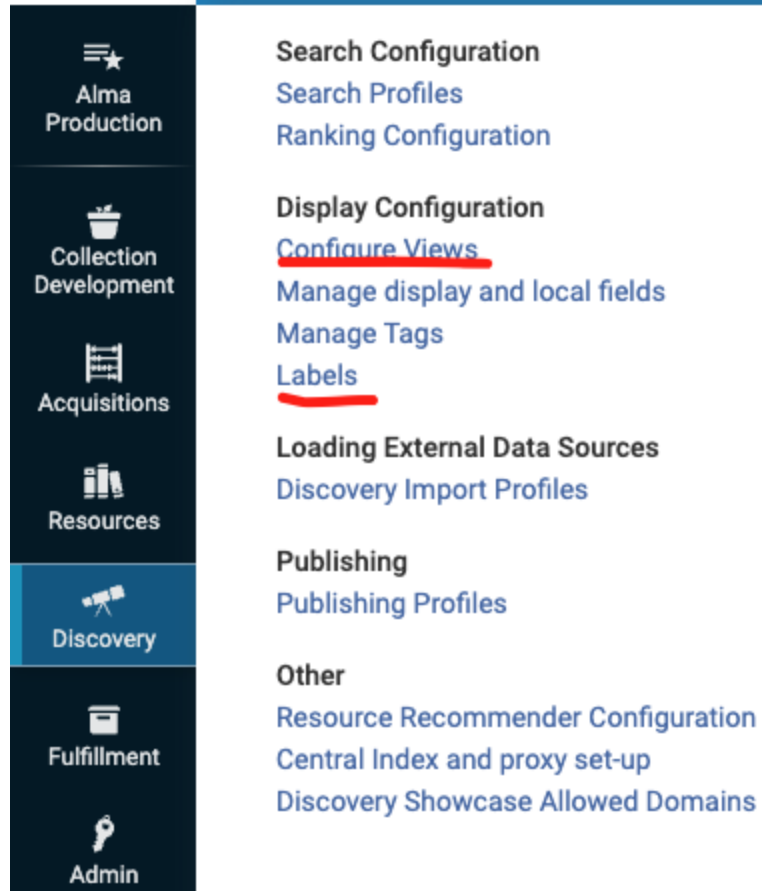 Alma
Production
Collection
Development
Acquisitions
Resources
Discovery
Fulfillment
Admin
Search Configuration
Search Profiles
Ranking Configuration
Display Configuration
Configure Views
Manage display and local fields
Manage Tags
Labels
Loading External Data Sources
Discovery Import Profiles
Publishing
Publishing Profiles
Other
Resource Recommender Configuration
Central Index and proxy set-up
Discovery Showcase Allowed Domains